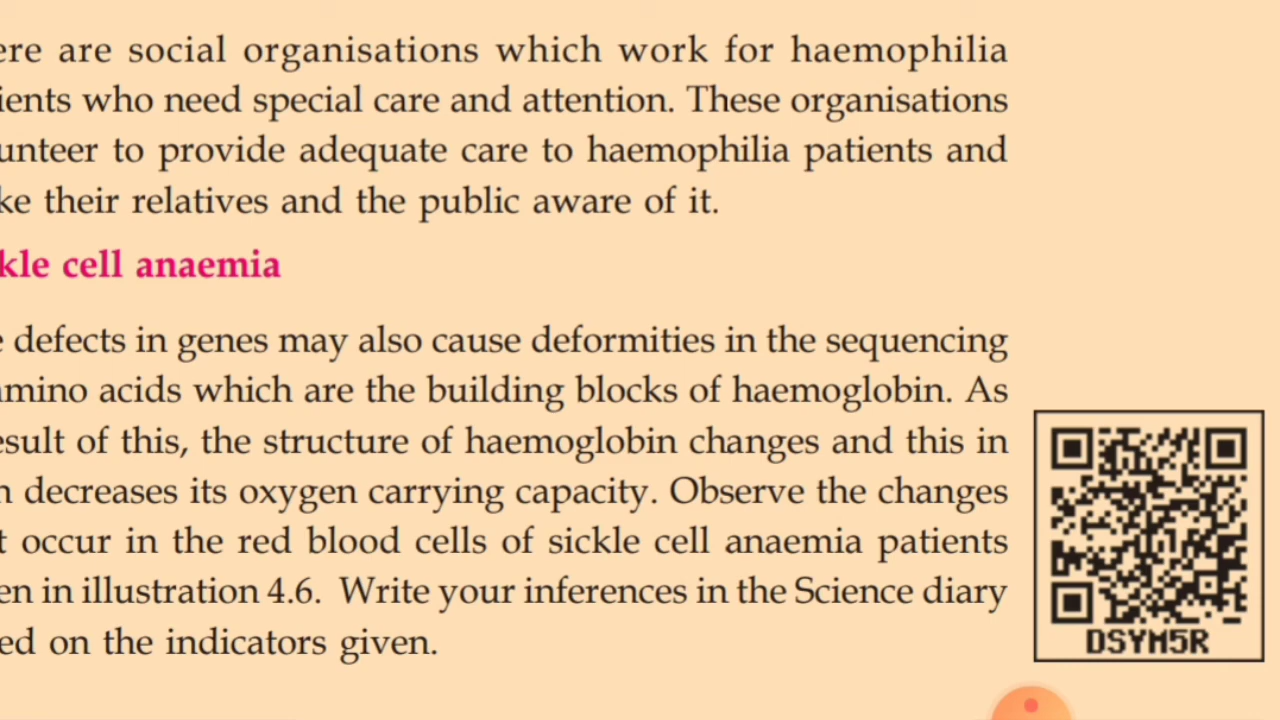 ere are social organisations which work for haemophilia
ients who need special care and attention. These organisations
unteer to provide adequate care to haemophilia patients and
ke their relatives and the public aware of it.
kle cell anaemia
e defects in genes may also cause deformities in the sequencing
amino acids which are the building blocks of haemoglobin. As
esult of this, the structure of haemoglobin changes and this in
n decreases its oxygen carrying capacity. Observe the changes
t occur in the red blood cells of sickle cell anaemia patients
en in illustration 4.6. Write your inferences in the Science diary
ed on the indicators given.
DSYM5R